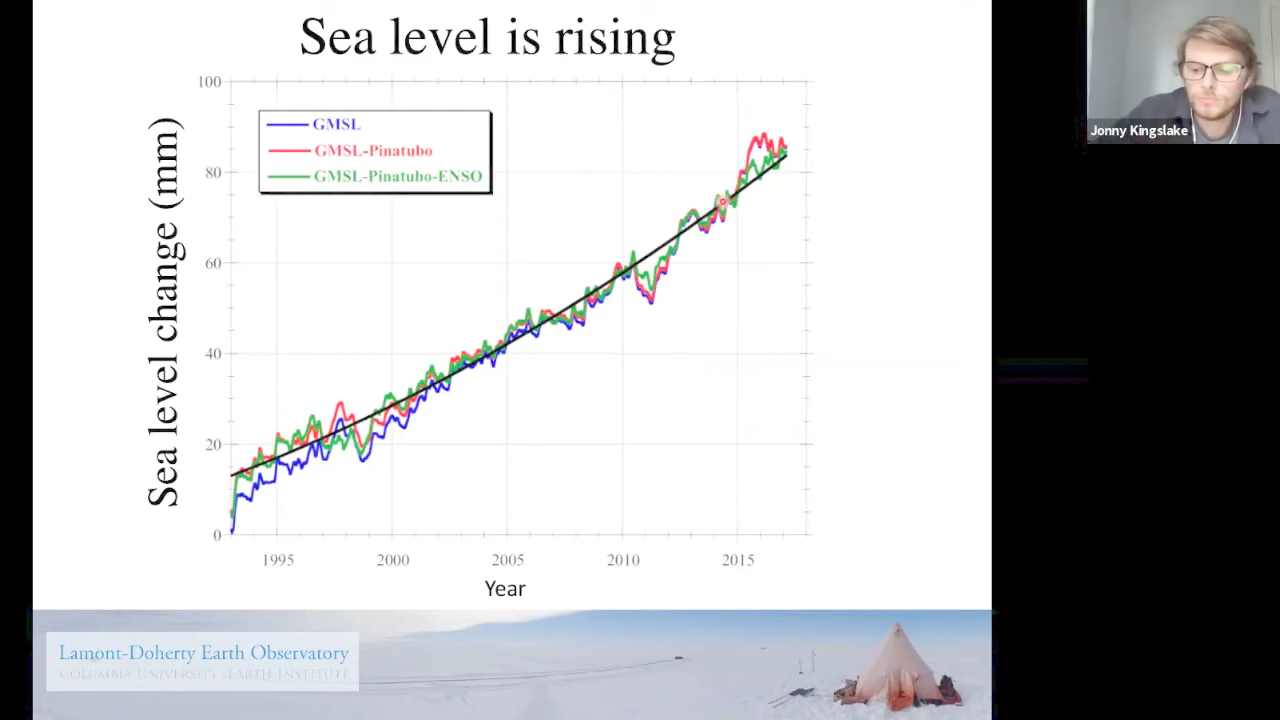 Sea level is rising
Jonny Kingslake
100
80
60
40
20
0
Sea level change (mm)
GMSL
GMSL-Pinatubo
GMSL-Pinatubo-ENSO
1995 2000 2005 2010 2015
Year
Lamont-Doherty Earth Observatory
COLUMBIA UNIVERSITY | EARTH INSTITUTE